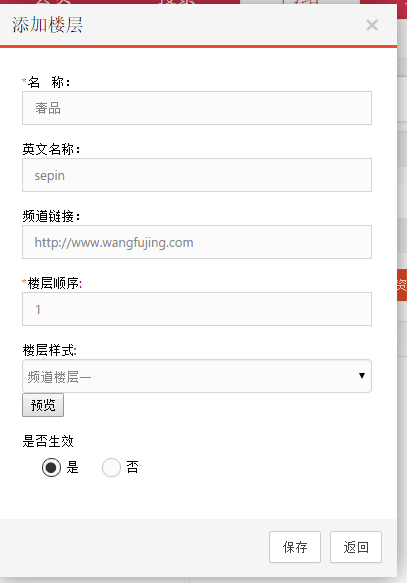 添加楼层
×
*名 称：
奢品
英文名称：
sepin
频道链接：
http://www.wangfujing.com
*楼层顺序:
1
楼层样式:
频道楼层一
预览
是否生效
是 否
保存 返回
资